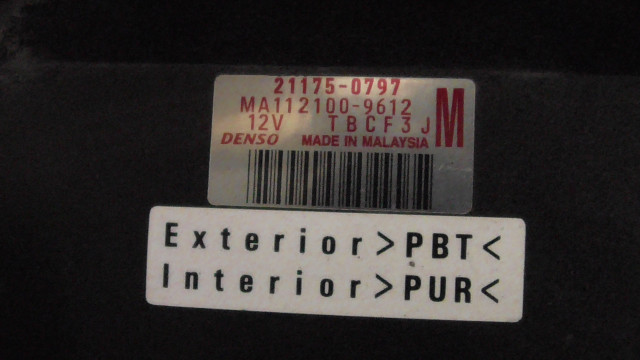 21175-0797
MA112100-9612
12V TBCF3J M
DENSO MADE IN MALAYSIA
Exterior>PBT<
Interior>PUR<